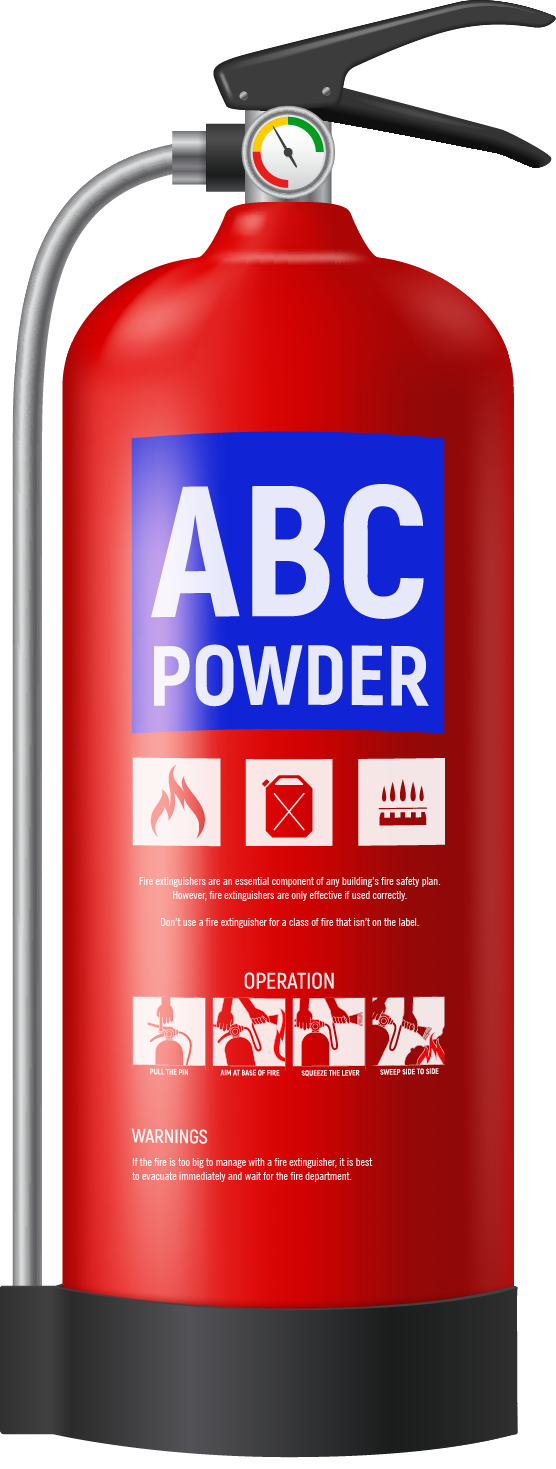 ABC
POWDER
Fire extinguishers are an essential component of any building's fire safety plan.
However, fire extinguishers are only effective if used correctly.
Don't use a fire extinguisher for a class of fire that isn't on the label.
OPERATION
PULL THE PIN
AIM AT BASE OF FIRE
SQUEEZE THE LEVER
SWEEP SIDE TO SIDE
WARNINGS
If the fire is too big to manage with a fire extinguisher, it is best
to evacuate immediately and wait for the fire department.